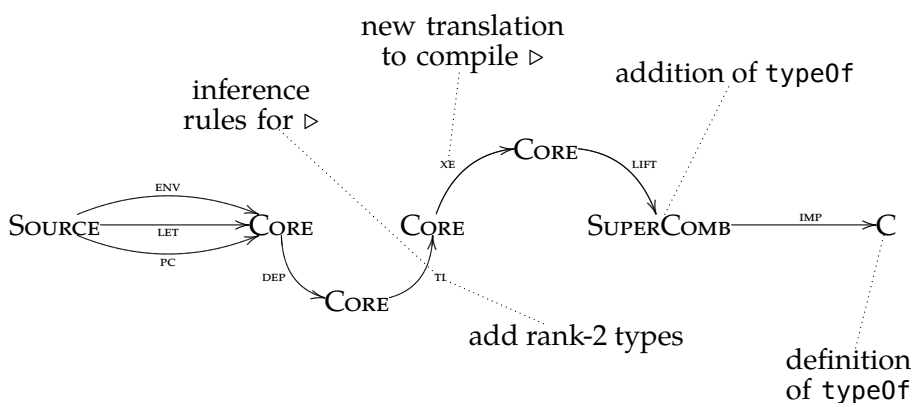 new translation
to compile ▷
addition of typeOf
inference
rules for ▷
CORE
XE
LIFT
ENV
SOURCE
LET
CORE
CORE
SUPERCOMB
IMP
C
PC
DEP
TI
CORE
add rank-2 types
definition
of typeOf